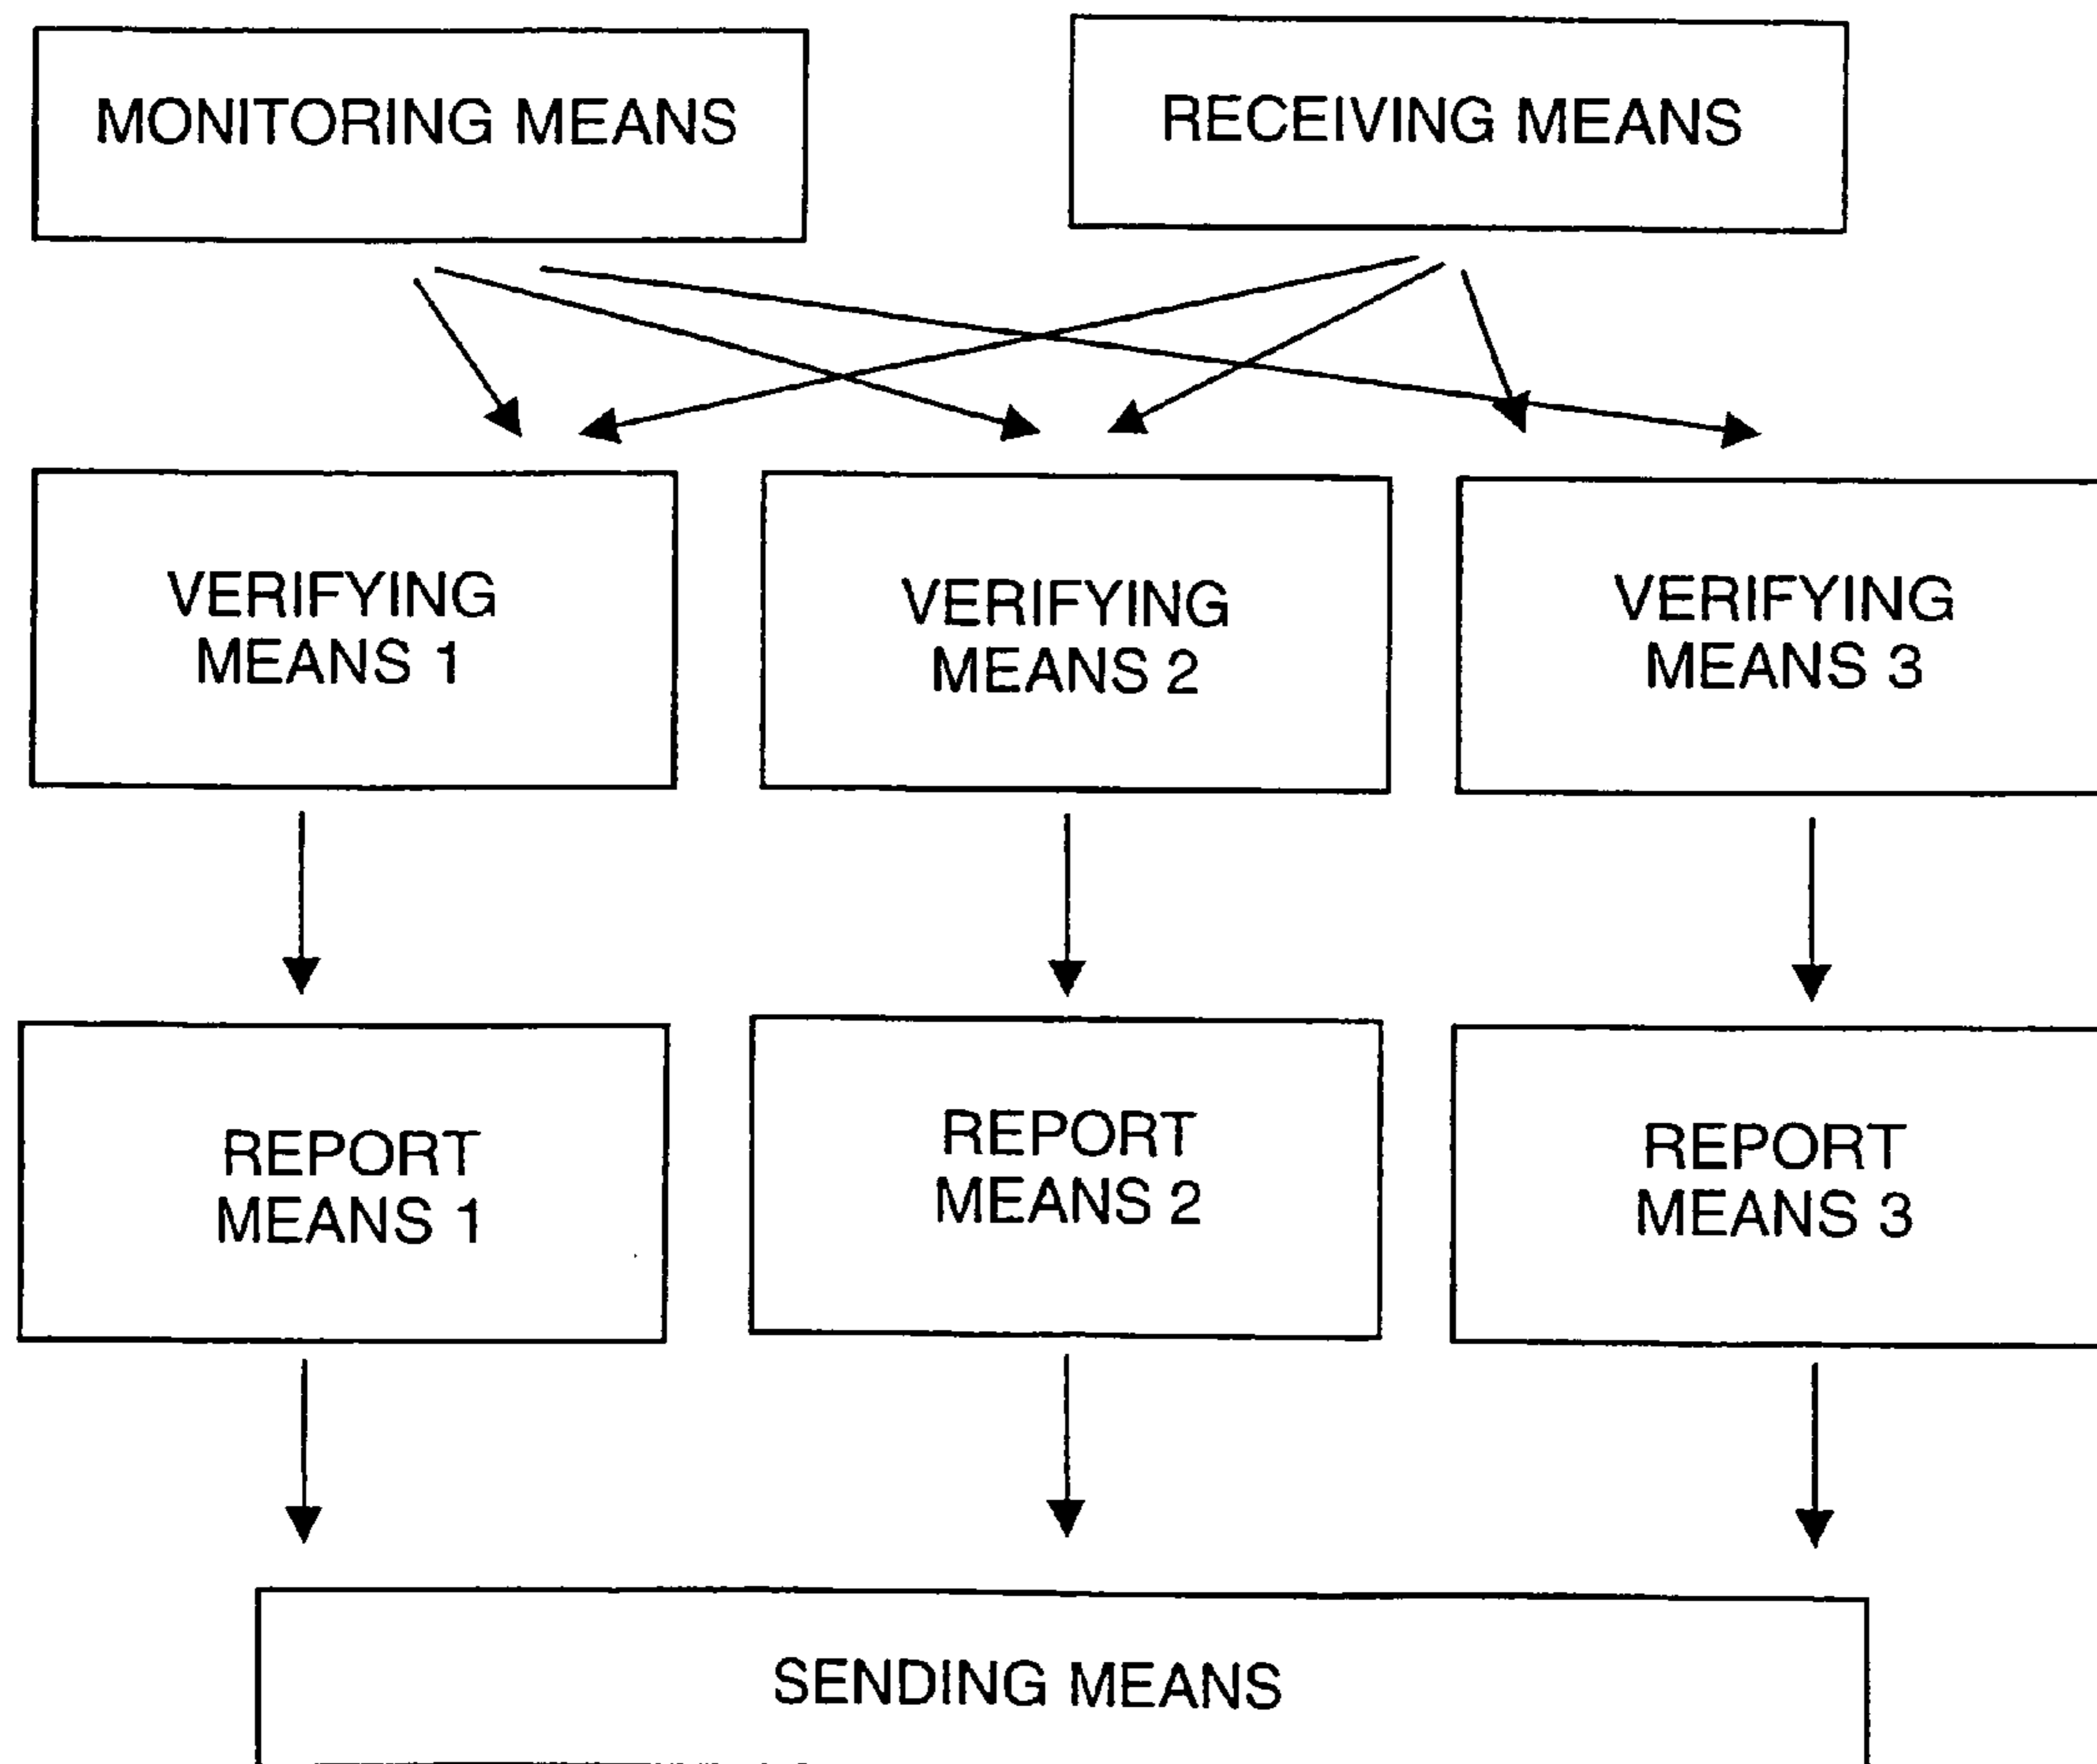 MONITORING MEANS
RECEIVING MEANS
VERIFYING
MEANS 1
VERIFYING
MEANS 2
VERIFYING
MEANS 3
REPORT
MEANS 1
REPORT
MEANS 2
REPORT
MEANS 3
SENDING MEANS